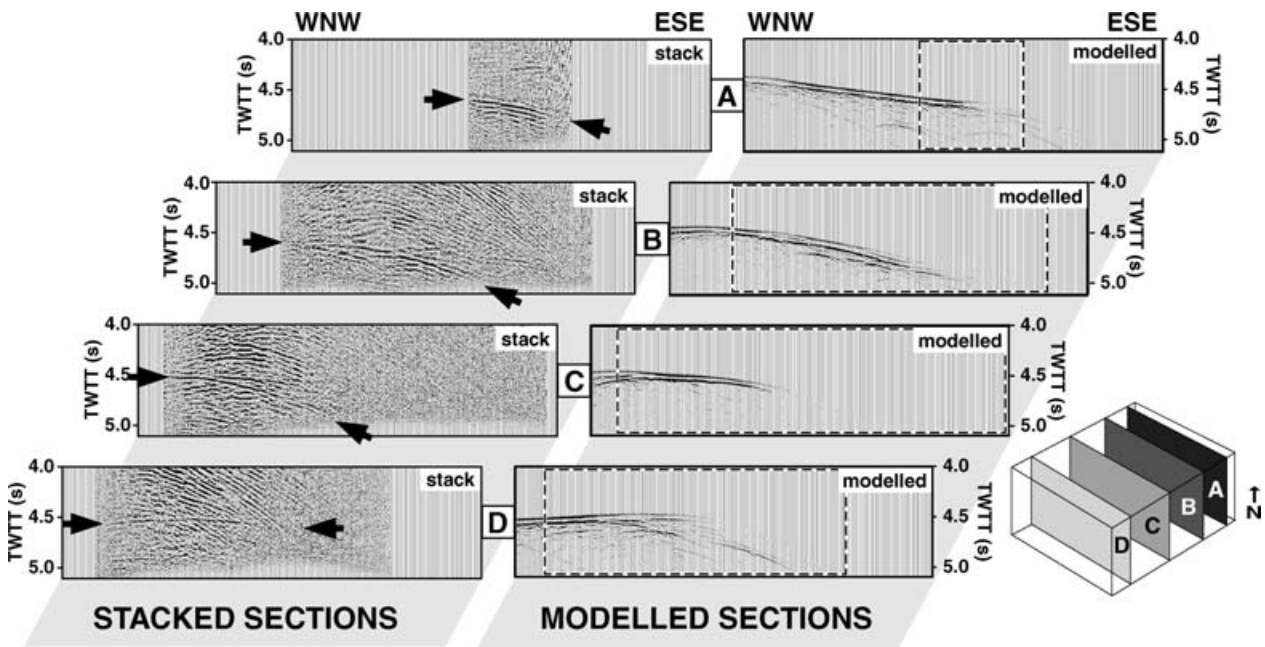 WNW ESE WNW ESE
4.0 stack modelled 4.0
TWTT (s) 4.5 A 4.5 TWTT (s)
5.0 5.0
4.0 stack modelled 4.0
TWTT (s) 4.5 B 4.5 TWTT (s)
5.0 5.0
4.0 stack modelled 4.0
TWTT (s) 4.5 C 4.5 TWTT (s)
5.0 5.0
4.0 stack modelled 4.0
TWTT (s) 4.5 D 4.5 TWTT (s)
5.0 5.0
A
B
C
D
N
STACKED SECTIONS MODELLED SECTIONS